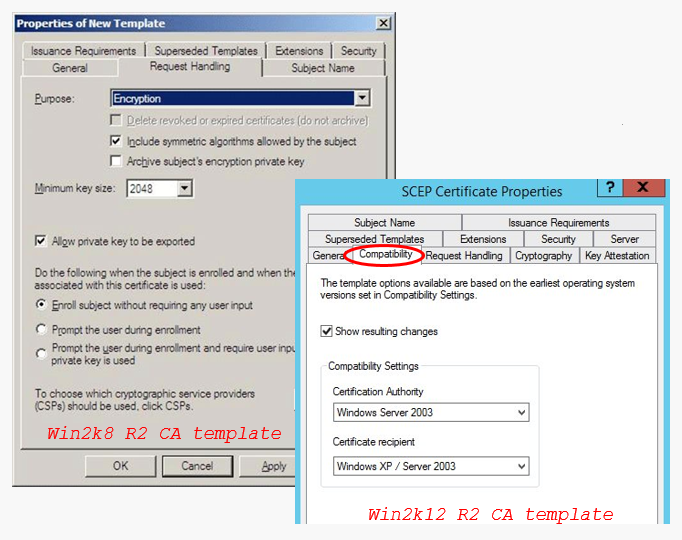 Properties of New Template
Issuance Requirements Superseded Templates Extensions Security
General Request Handling Subject Name
Purpose: Encryption
Delete revoked or expired certificates (do not archive)
Include symmetric algorithms allowed by the subject
Archive subject's encryption private key
Minimum key size: 2048
Allow private key to be exported
Do the following when the subject is enrolled and when the
associated with this certificate is used:
Enroll subject without requiring any user input
Prompt the user during enrollment
Prompt the user during enrollment and require user inpu
private key is used
To choose which cryptographic service providers
(CSPs) should be used, click CSPs.
Win2k8 R2 CA template
OK Cancel Apply
SCEP Certificate Properties
? X
Subject Name Issuance Requirements
Superseded Templates Extensions Security Server
General Compatibility Request Handling Cryptography Key Attestation
The template options available are based on the earliest operating system
versions set in Compatibility Settings.
Show resulting changes
Compatibility Settings
Certification Authority
Windows Server 2003
Certificate recipient
Windows XP / Server 2003
Win2k12 R2 CA template